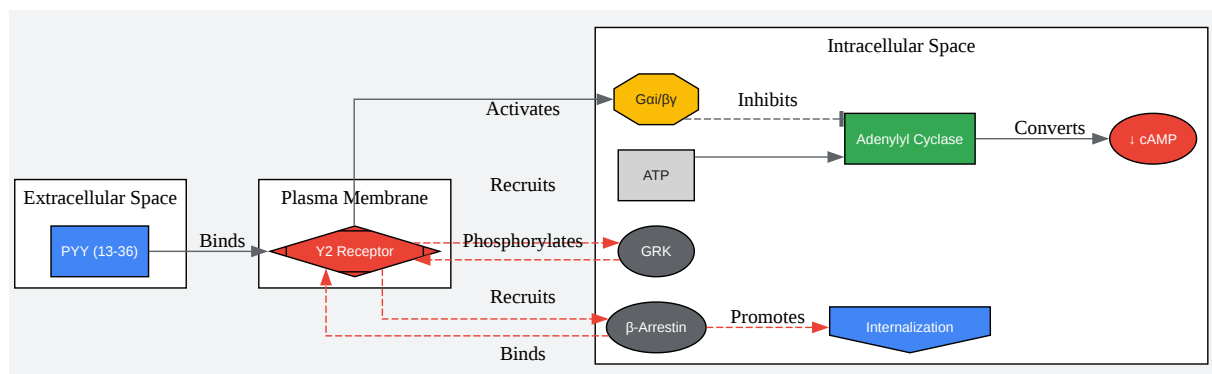 Intracellular Space
Gαi/βγ
Inhibits
Activates
Adenylyl Cyclase
Converts
↓ cAMP
ATP
Extracellular Space
Plasma Membrane
Recruits
PYY (13-36)
Binds
Y2 Receptor
Phosphorylates
GRK
Recruits
β-Arrestin
Promotes
Internalization
Binds